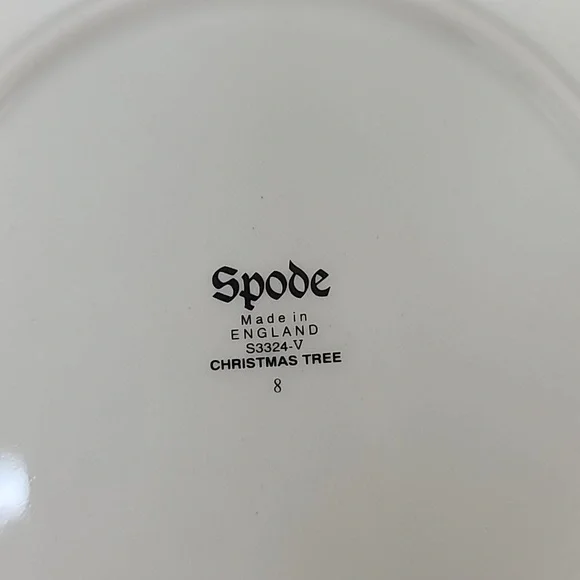 Spode
Made in
ENGLAND
S3324-V
CHRISTMAS TREE
8